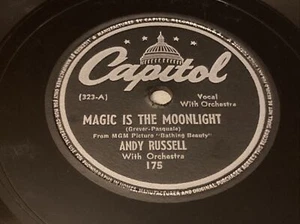 Capitol
(323-A)
Vocal
With Orchestra
MAGIC IS THE MOONLIGHT
(Grever-Pasquale)
From MGM Picture "Bathing Beauty"
ANDY RUSSELL
With Orchestra
175